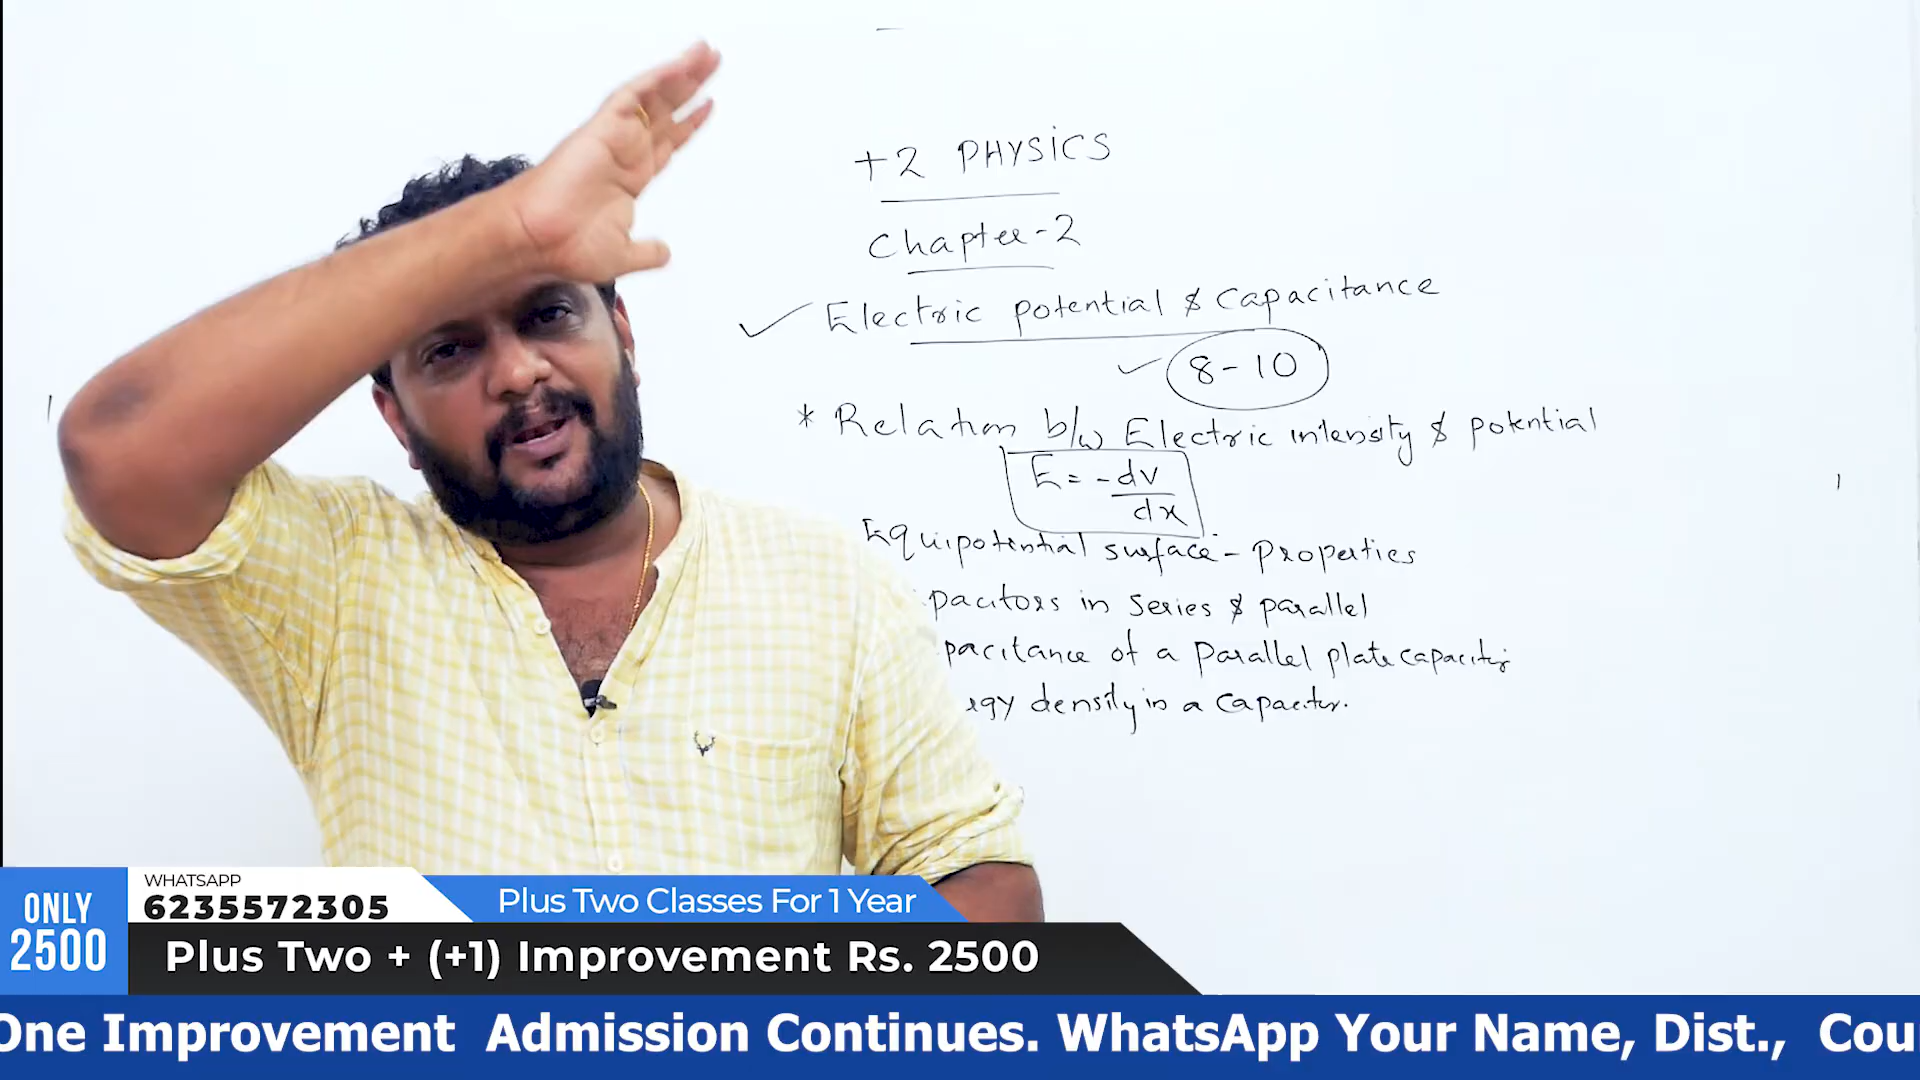 +2 PHYSICS
Chapter-2
Electric potential & Capacitance
8-10
* Relation b/w Electric intensity & potential
E = -dv/dx
Equipotential surface - Properties
pacitors in Series & parallel
pacitance of a Parallel plate capacitor
rgy density in a Capacitor.
ONLY
2500
WHATSAPP
6235572305
Plus Two Classes For 1 Year
Plus Two + (+1) Improvement Rs. 2500
One Improvement Admission Continues. WhatsApp Your Name, Dist., Cou